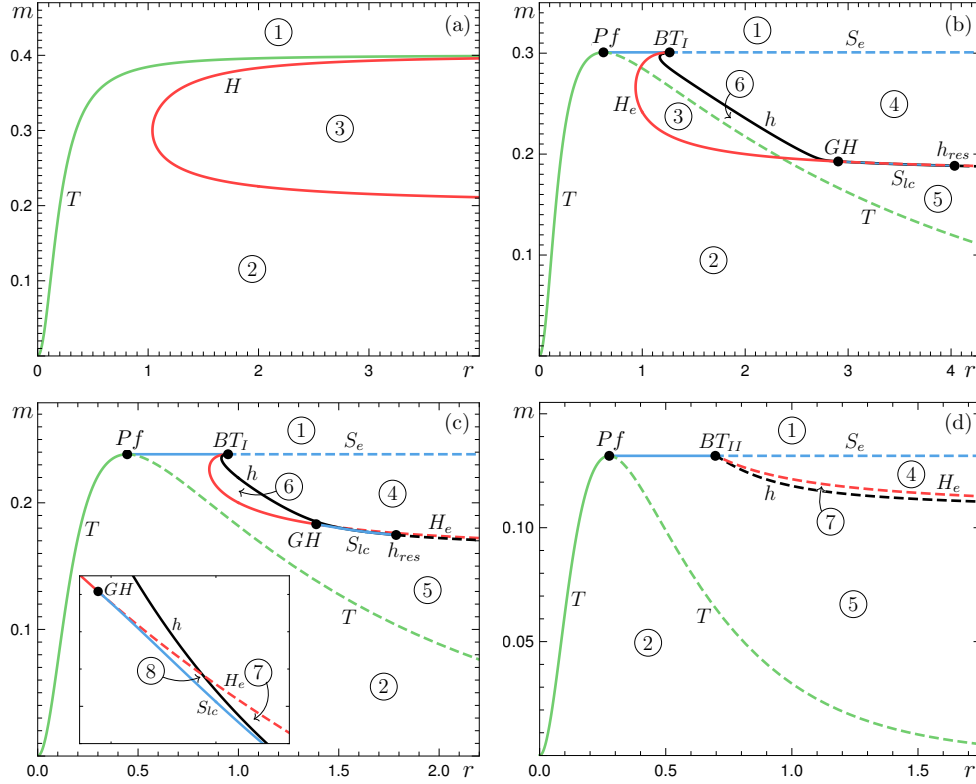 m
(a)
1
0.4
H
0.3
3
0.2
T
2
0.1
0
0
1
2
3
r
m
(b)
1
Pf
BT_I
S_e
0.3
6
4
H_e
3
h
GH
h_res
0.2
S_lc
5
T
T
2
0.1
0
1
2
3
4
r
m
(c)
1
Pf
BT_I
S_e
h
6
4
0.2
T
GH
S_lc
h_res
H_e
5
T
GH
h
0.1
8
H_e
7
S_lc
2
0.0
0.5
1.0
1.5
2.0
r
m
(d)
1
Pf
BT_II
S_e
4
H_e
h
7
0.10
T
T
5
2
0.05
0.0
0.5
1.0
1.5
r